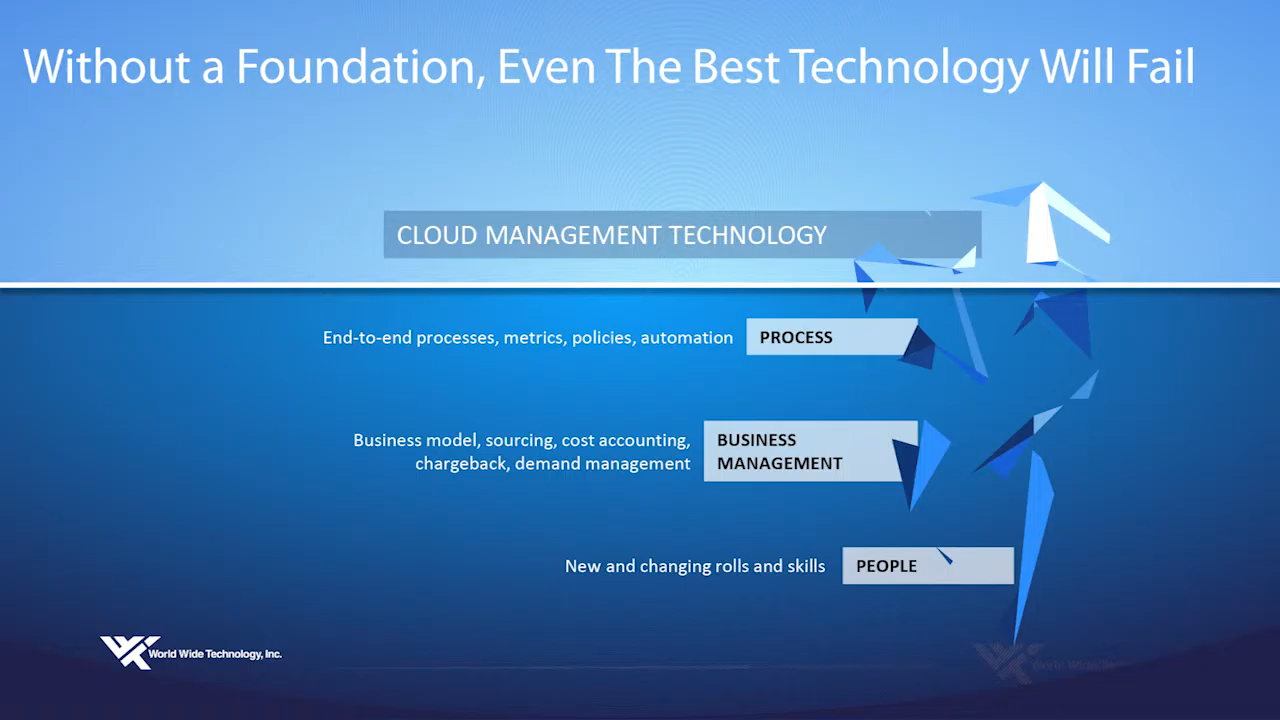 Without a Foundation, Even The Best Technology Will Fail
CLOUD MANAGEMENT TECHNOLOGY
End-to-end processes, metrics, policies, automation
PROCESS
Business model, sourcing, cost accounting,
chargeback, demand management
BUSINESS
MANAGEMENT
New and changing rolls and skills
PEOPLE
World Wide Technology, Inc.